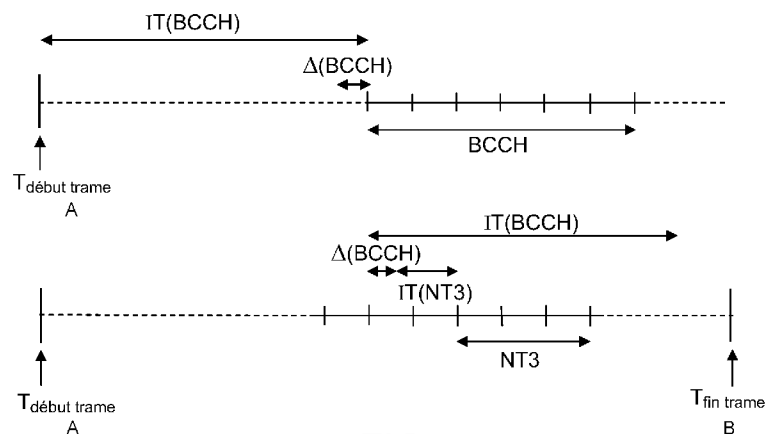 IT(BCCH)
Δ(BCCH)
BCCH
T début trame
A
IT(BCCH)
Δ(BCCH)
IT(NT3)
NT3
T début trame
A
T fin trame
B